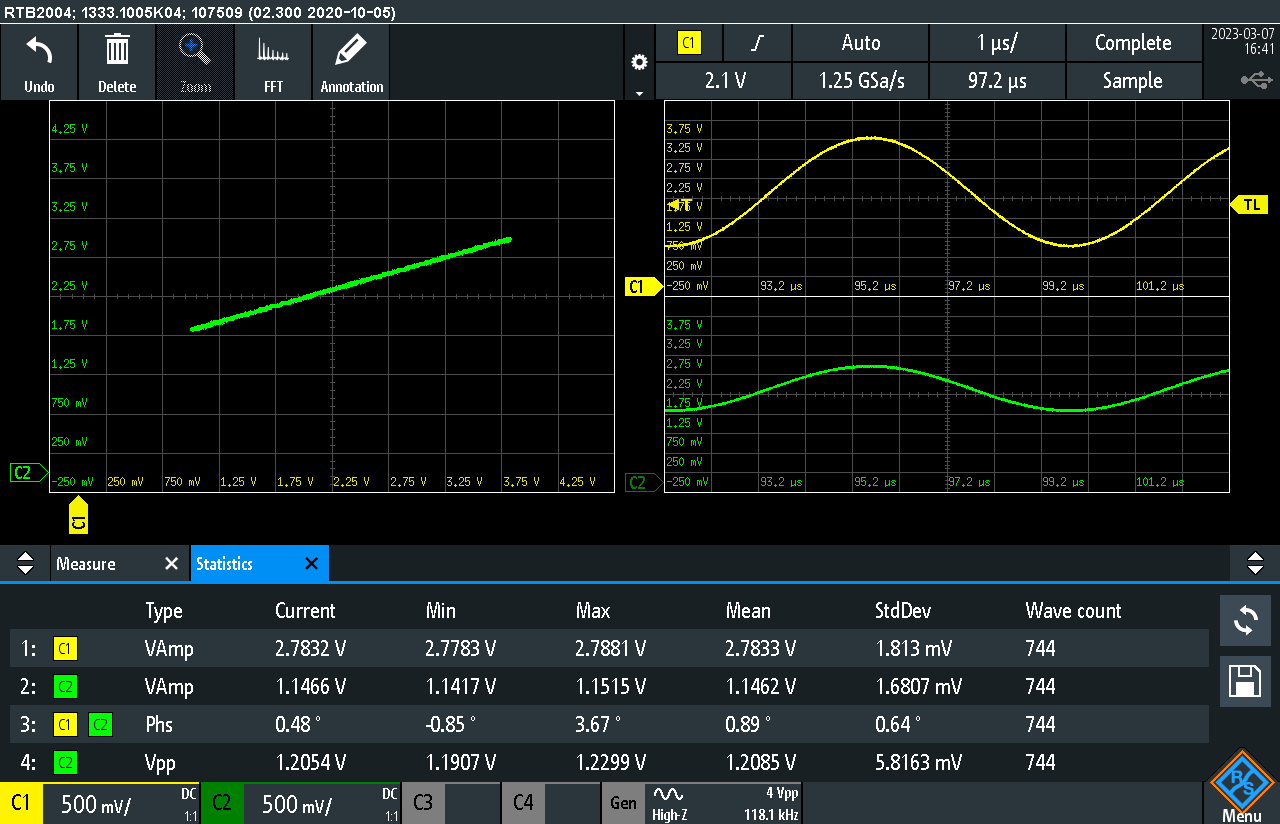 RTB2004; 1333.1005K04; 107509 (02.300 2020-10-05)
Undo Delete Zoom FFT Annotation
C1 Auto 1 µs/ Complete 2023-03-07
16:41
2.1 V 1.25 GSa/s 97.2 µs Sample
4.25 V
3.75 V
3.25 V
2.75 V
2.25 V
1.75 V
1.25 V
750 mV
250 mV
C2
-250 mV 250 mV 750 mV 1.25 V 1.75 V 2.25 V 2.75 V 3.25 V 3.75 V 4.25 V
C1
3.75 V
3.25 V
2.75 V
2.25 V
T 1.75 V TL
1.25 V
750 mV
250 mV
C1 -250 mV 93.2 µs 95.2 µs 97.2 µs 99.2 µs 101.2 µs
3.75 V
3.25 V
2.75 V
2.25 V
1.75 V
1.25 V
750 mV
250 mV
C2 -250 mV 93.2 µs 95.2 µs 97.2 µs 99.2 µs 101.2 µs
Measure Statistics
Type Current Min Max Mean StdDev Wave count
1: C1 VAmp 2.7832 V 2.7783 V 2.7881 V 2.7833 V 1.813 mV 744
2: C2 VAmp 1.1466 V 1.1417 V 1.1515 V 1.1462 V 1.6807 mV 744
3: C1 C2 Phs 0.48 ° -0.85 ° 3.67 ° 0.89 ° 0.64 ° 744
4: C2 Vpp 1.2054 V 1.1907 V 1.2299 V 1.2085 V 5.8163 mV 744
C1 500 mV/ DC 1:1 C2 500 mV/ DC 1:1 C3 C4 Gen High-Z 4 Vpp 118.1 kHz
R&S
Menu